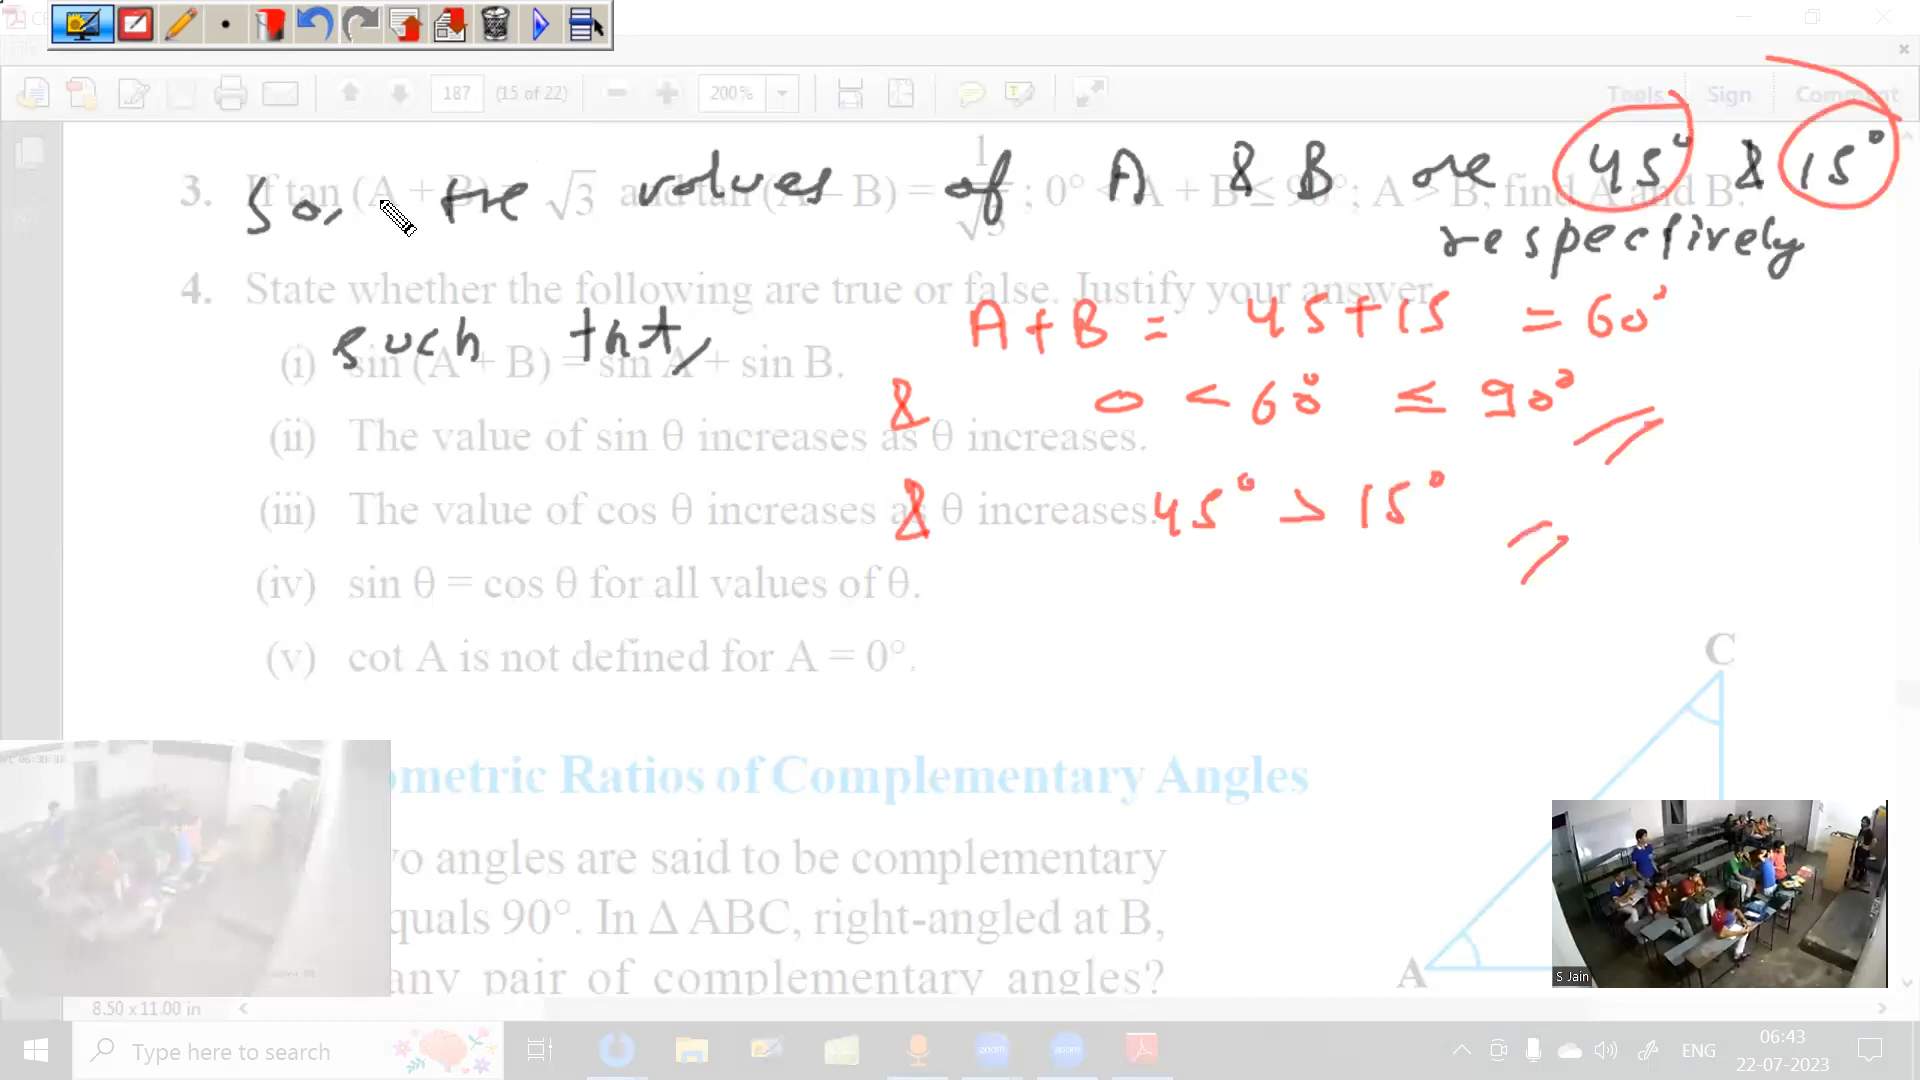 187
(15 of 22)
200%
Tools
Sign
Comment
3. If tan (A + B) √3 and tan (A – B) = 1/√3 ; 0° < A + B ≤ 90° ; A > B, find A and B.
So, the values of A & B are 45° & 15°
respectively
4. State whether the following are true or false. Justify your answer
such tht,
A + B = 45 + 15 = 60°
(i) sin (A + B) = sin A + sin B.
& 0 < 60° ≤ 90°
(ii) The value of sin θ increases as θ increases.
(iii) The value of cos θ increases as θ increases.
& 45° > 15°
(iv) sin θ = cos θ for all values of θ.
(v) cot A is not defined for A = 0°.
C
ometric Ratios of Complementary Angles
o angles are said to be complementary
quals 90°. In Δ ABC, right-angled at B,
any pair of complementary angles?
A
S Jain
8.50 x 11.00 in
Type here to search
zoom
zoom
ENG
06:43
22-07-2023